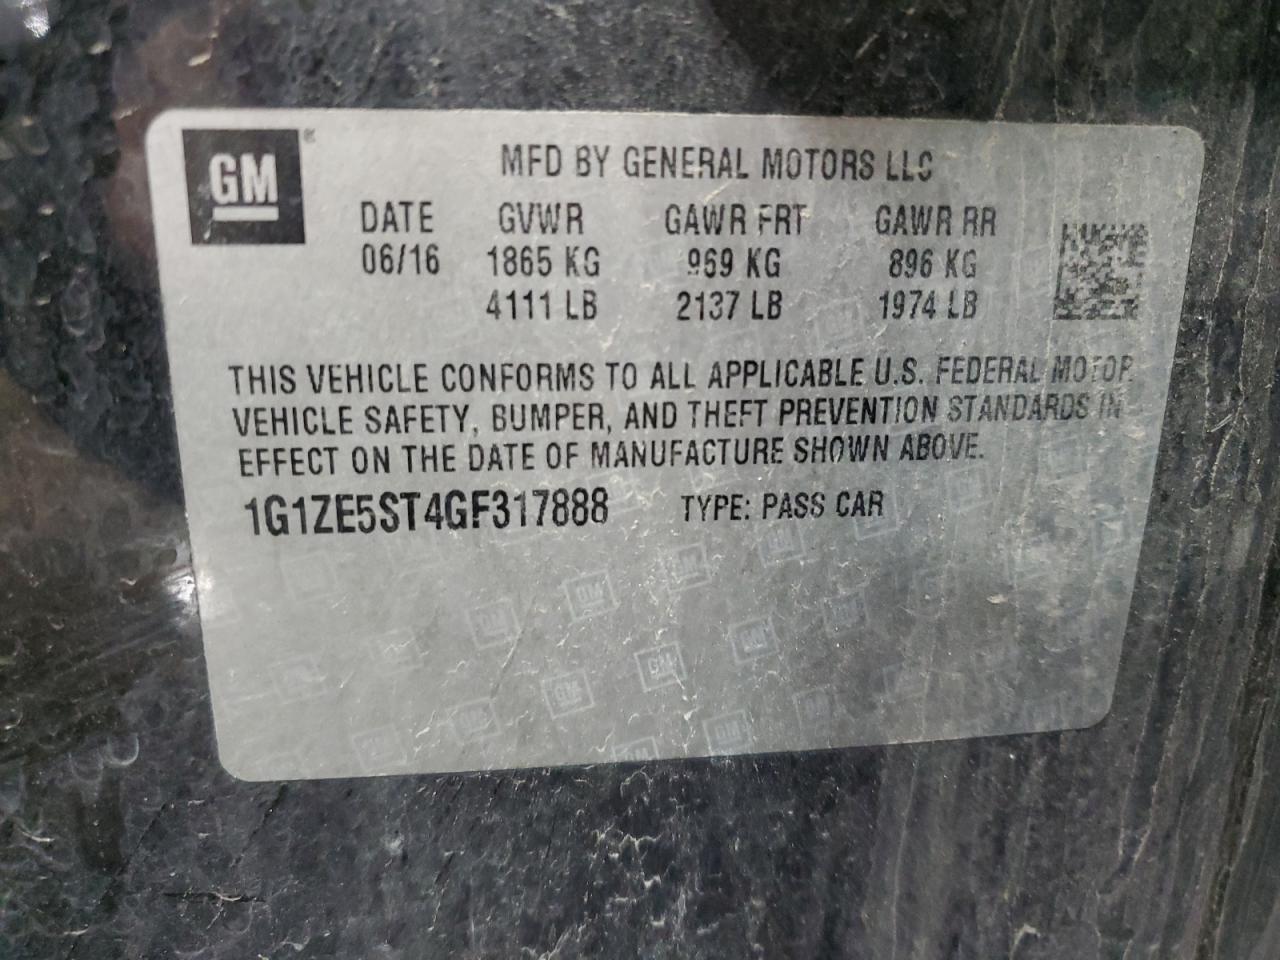 GM ®
MFD BY GENERAL MOTORS LLC
DATE GVWR GAWR FRT GAWR RR
06/16 1865 KG 969 KG 896 KG
4111 LB 2137 LB 1974 LB
THIS VEHICLE CONFORMS TO ALL APPLICABLE U.S. FEDERAL MOTOR
VEHICLE SAFETY, BUMPER, AND THEFT PREVENTION STANDARDS IN
EFFECT ON THE DATE OF MANUFACTURE SHOWN ABOVE.
1G1ZE5ST4GF317888 TYPE: PASS CAR